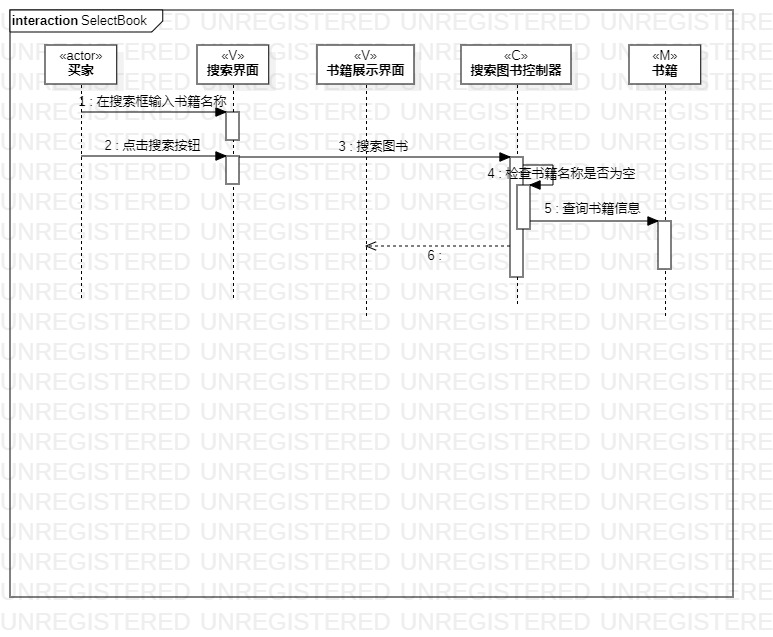 interaction SelectBook
«actor»
买家
«V»
搜索界面
«V»
书籍展示界面
«C»
搜索图书控制器
«M»
书籍
1 : 在搜索框输入书籍名称
2 : 点击搜索按钮
3 : 搜索图书
4 : 检查书籍名称是否为空
5 : 查询书籍信息
6 :
UNREGISTERED UNREGISTERED UNREGISTERED UNREGISTERED